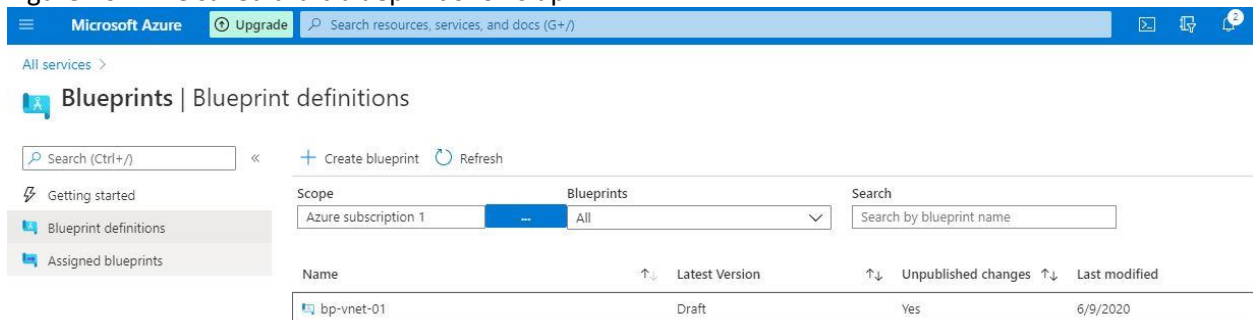 Microsoft Azure Upgrade Search resources, services, and docs (G+/) 2
All services >
Blueprints | Blueprint definitions
Search (Ctrl+/) « + Create blueprint Refresh
Getting started
Blueprint definitions
Assigned blueprints
Scope Blueprints Search
Azure subscription 1 ... All Search by blueprint name
Name Latest Version Unpublished changes Last modified
bp-vnet-01 Draft Yes 6/9/2020